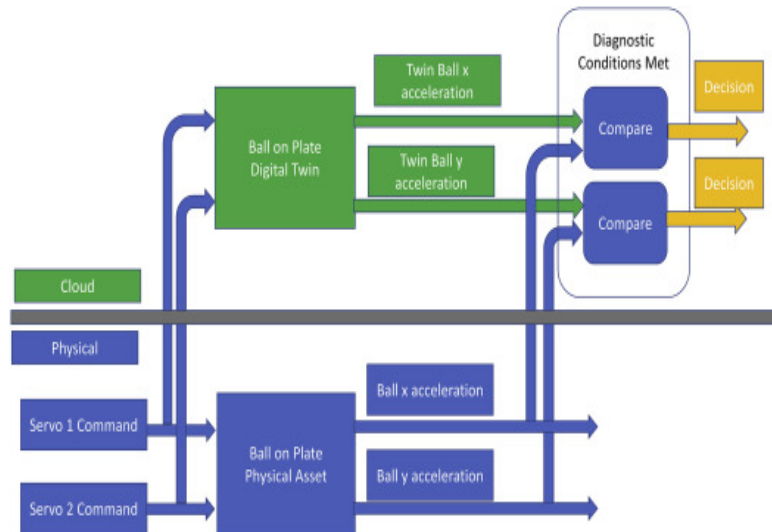 Diagnostic
Conditions Met
Twin Ball x
acceleration
Decision
Compare
Ball on Plate
Digital Twin
Twin Ball y
acceleration
Decision
Compare
Cloud
Physical
Ball x acceleration
Servo 1 Command
Ball on Plate
Physical Asset
Ball y acceleration
Servo 2 Command